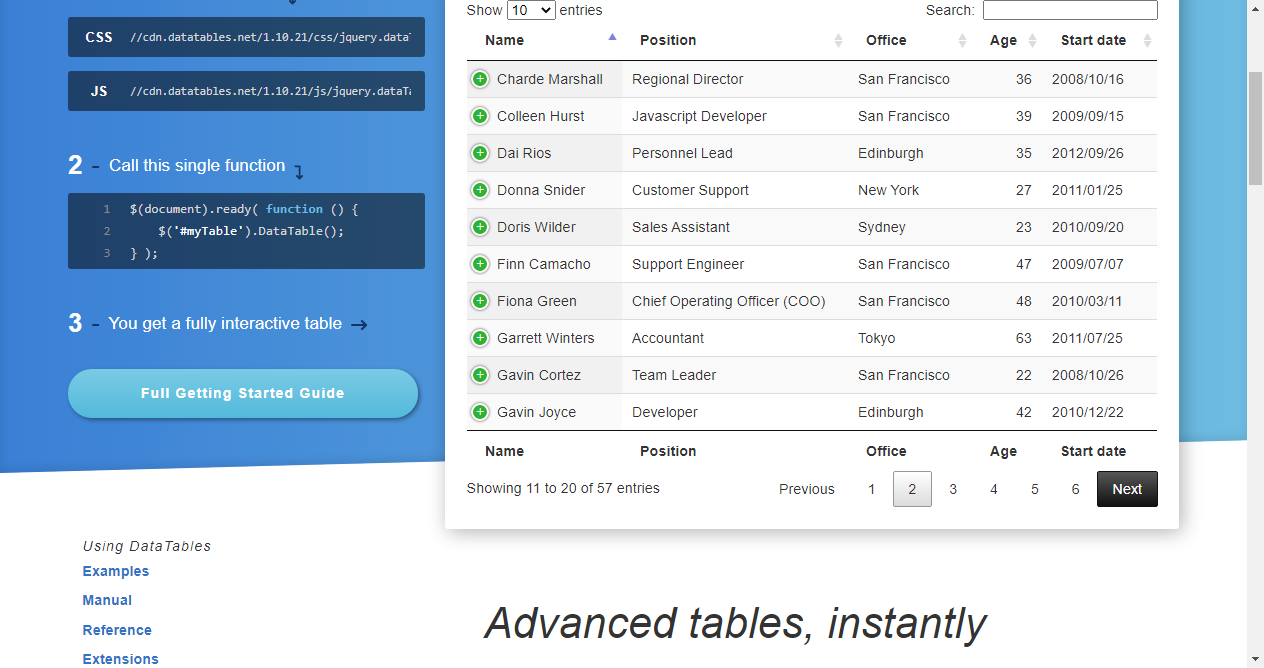 CSS //cdn.datatables.net/1.10.21/css/jquery.data
JS //cdn.datatables.net/1.10.21/js/jquery.dataTa
2 - Call this single function
1 $(document).ready( function () {
2 $('#myTable').DataTable();
3 } );
3 - You get a fully interactive table →
Full Getting Started Guide
Show 10 entries Search:
Name Position Office Age Start date
Charde Marshall Regional Director San Francisco 36 2008/10/16
Colleen Hurst Javascript Developer San Francisco 39 2009/09/15
Dai Rios Personnel Lead Edinburgh 35 2012/09/26
Donna Snider Customer Support New York 27 2011/01/25
Doris Wilder Sales Assistant Sydney 23 2010/09/20
Finn Camacho Support Engineer San Francisco 47 2009/07/07
Fiona Green Chief Operating Officer (COO) San Francisco 48 2010/03/11
Garrett Winters Accountant Tokyo 63 2011/07/25
Gavin Cortez Team Leader San Francisco 22 2008/10/26
Gavin Joyce Developer Edinburgh 42 2010/12/22
Name Position Office Age Start date
Showing 11 to 20 of 57 entries Previous 1 2 3 4 5 6 Next
Using DataTables
Examples
Manual
Reference
Extensions
Advanced tables, instantly